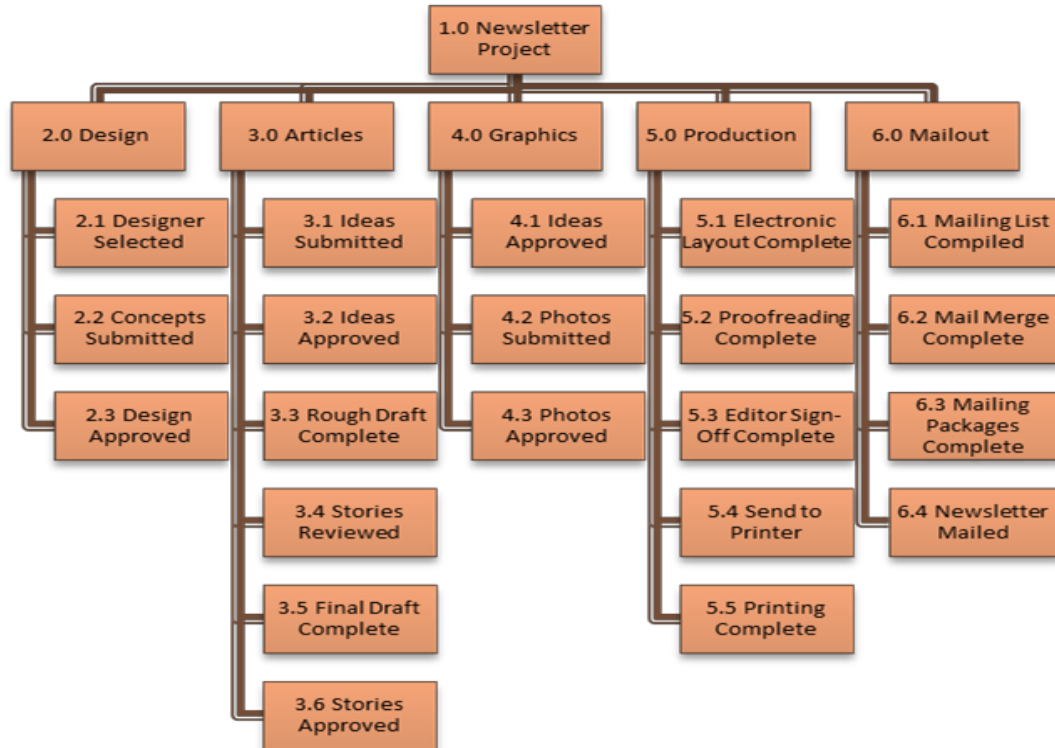 1.0 Newsletter
Project
2.0 Design
3.0 Articles
4.0 Graphics
5.0 Production
6.0 Mailout
2.1 Designer
Selected
2.2 Concepts
Submitted
2.3 Design
Approved
3.1 Ideas
Submitted
3.2 Ideas
Approved
3.3 Rough Draft
Complete
3.4 Stories
Reviewed
3.5 Final Draft
Complete
3.6 Stories
Approved
4.1 Ideas
Approved
4.2 Photos
Submitted
4.3 Photos
Approved
5.1 Electronic
Layout Complete
5.2 Proofreading
Complete
5.3 Editor Sign-
Off Complete
5.4 Send to
Printer
5.5 Printing
Complete
6.1 Mailing List
Compiled
6.2 Mail Merge
Complete
6.3 Mailing
Packages
Complete
6.4 Newsletter
Mailed